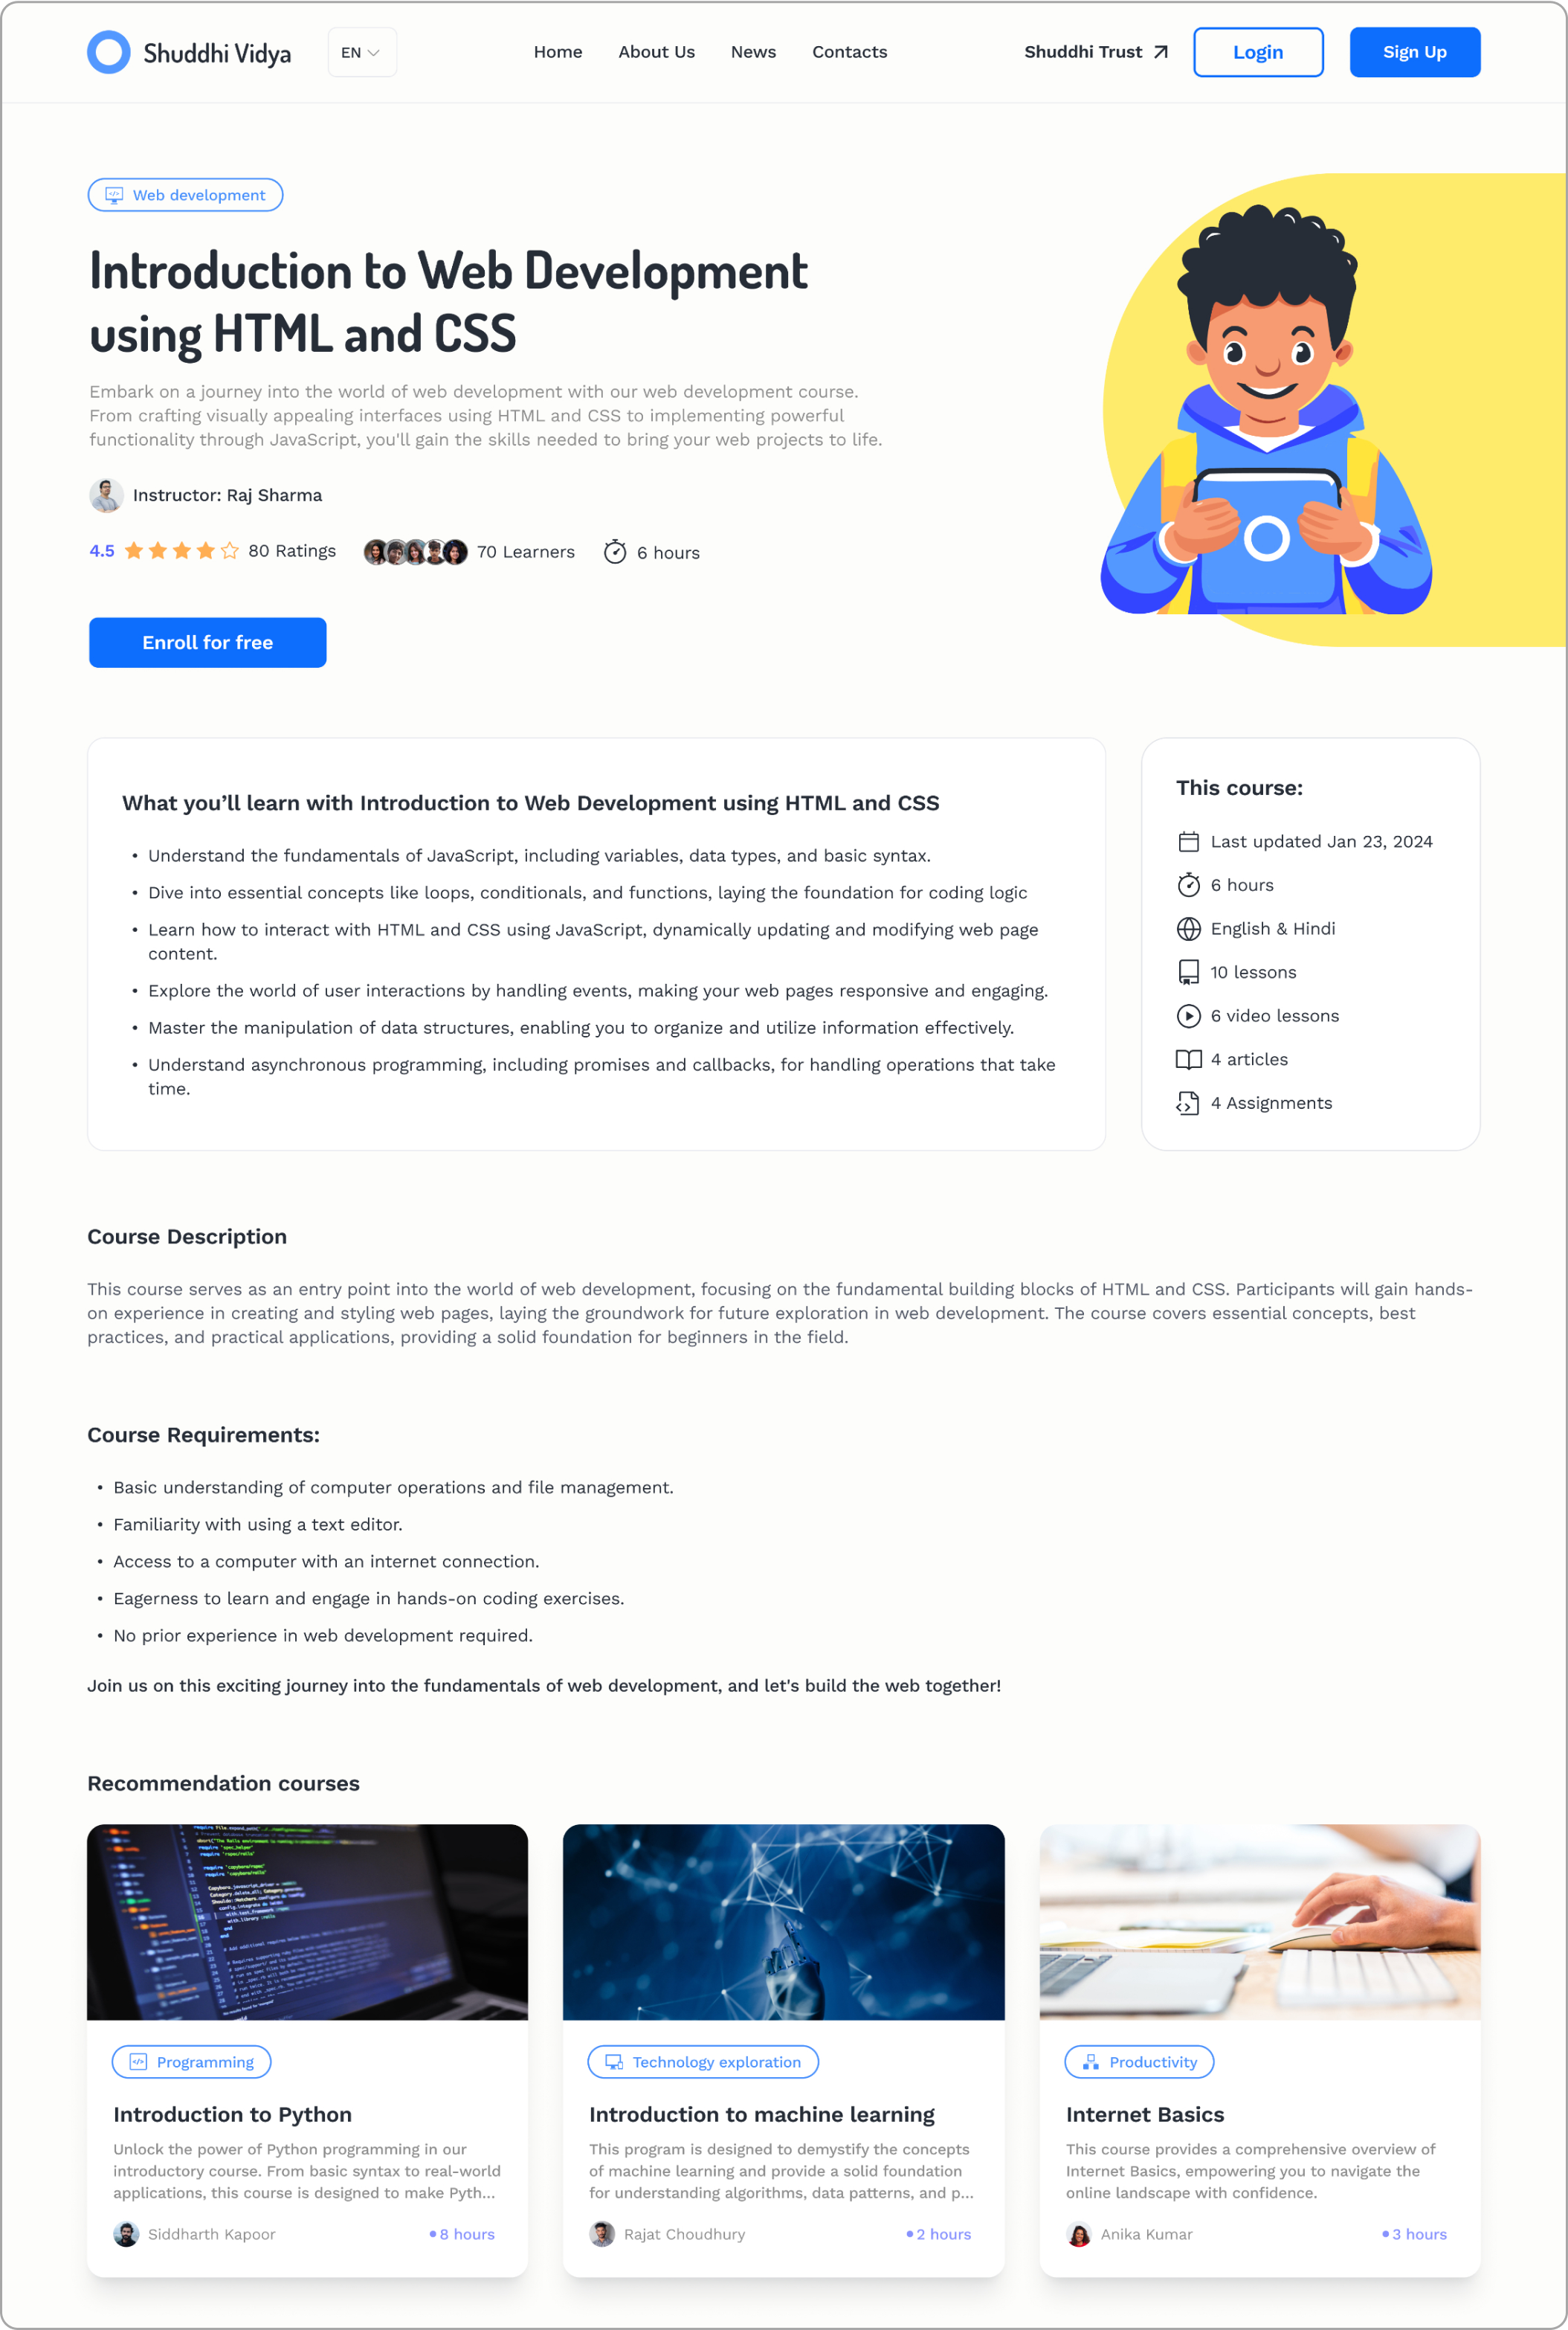 Shuddhi Vidya
EN
Home
About Us
News
Contacts
Shuddhi Trust
Login
Sign Up
Web development
Introduction to Web Development
using HTML and CSS
Embark on a journey into the world of web development with our web development course.
From crafting visually appealing interfaces using HTML and CSS to implementing powerful
functionality through JavaScript, you'll gain the skills needed to bring your web projects to life.
Instructor: Raj Sharma
4.5
80 Ratings
70 Learners
6 hours
Enroll for free
What you’ll learn with Introduction to Web Development using HTML and CSS
• Understand the fundamentals of JavaScript, including variables, data types, and basic syntax.
• Dive into essential concepts like loops, conditionals, and functions, laying the foundation for coding logic
• Learn how to interact with HTML and CSS using JavaScript, dynamically updating and modifying web page
content.
• Explore the world of user interactions by handling events, making your web pages responsive and engaging.
• Master the manipulation of data structures, enabling you to organize and utilize information effectively.
• Understand asynchronous programming, including promises and callbacks, for handling operations that take
time.
This course:
Last updated Jan 23, 2024
6 hours
English & Hindi
10 lessons
6 video lessons
4 articles
4 Assignments
Course Description
This course serves as an entry point into the world of web development, focusing on the fundamental building blocks of HTML and CSS. Participants will gain hands-
on experience in creating and styling web pages, laying the groundwork for future exploration in web development. The course covers essential concepts, best
practices, and practical applications, providing a solid foundation for beginners in the field.
Course Requirements:
• Basic understanding of computer operations and file management.
• Familiarity with using a text editor.
• Access to a computer with an internet connection.
• Eagerness to learn and engage in hands-on coding exercises.
• No prior experience in web development required.
Join us on this exciting journey into the fundamentals of web development, and let's build the web together!
Recommendation courses
Programming
Introduction to Python
Unlock the power of Python programming in our
introductory course. From basic syntax to real-world
applications, this course is designed to make Pyth...
Siddharth Kapoor
• 8 hours
Technology exploration
Introduction to machine learning
This program is designed to demystify the concepts
of machine learning and provide a solid foundation
for understanding algorithms, data patterns, and p...
Rajat Choudhury
• 2 hours
Productivity
Internet Basics
This course provides a comprehensive overview of
Internet Basics, empowering you to navigate the
online landscape with confidence.
Anika Kumar
• 3 hours